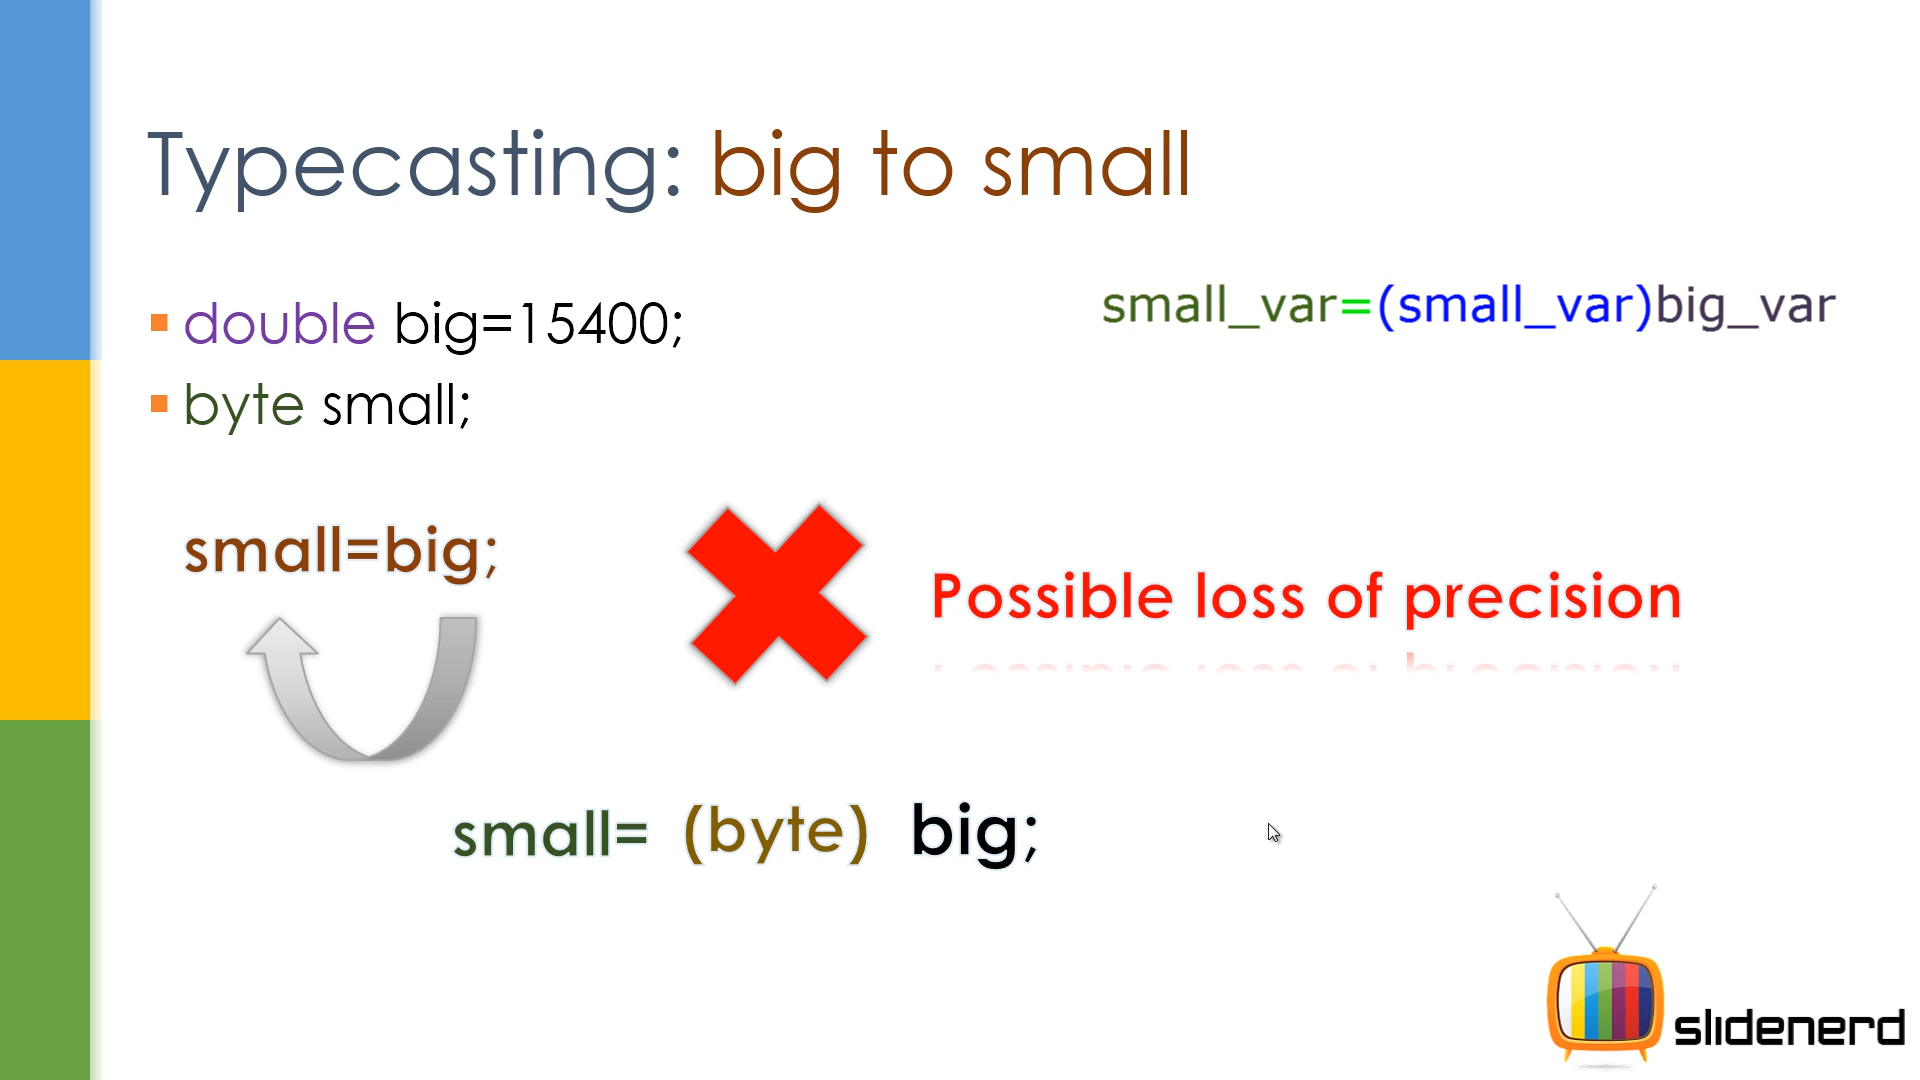 Typecasting: big to small
double big=15400;
small_var=(small_var)big_var
byte small;
small=big;
Possible loss of precision
small= (byte) big;
slidenerd